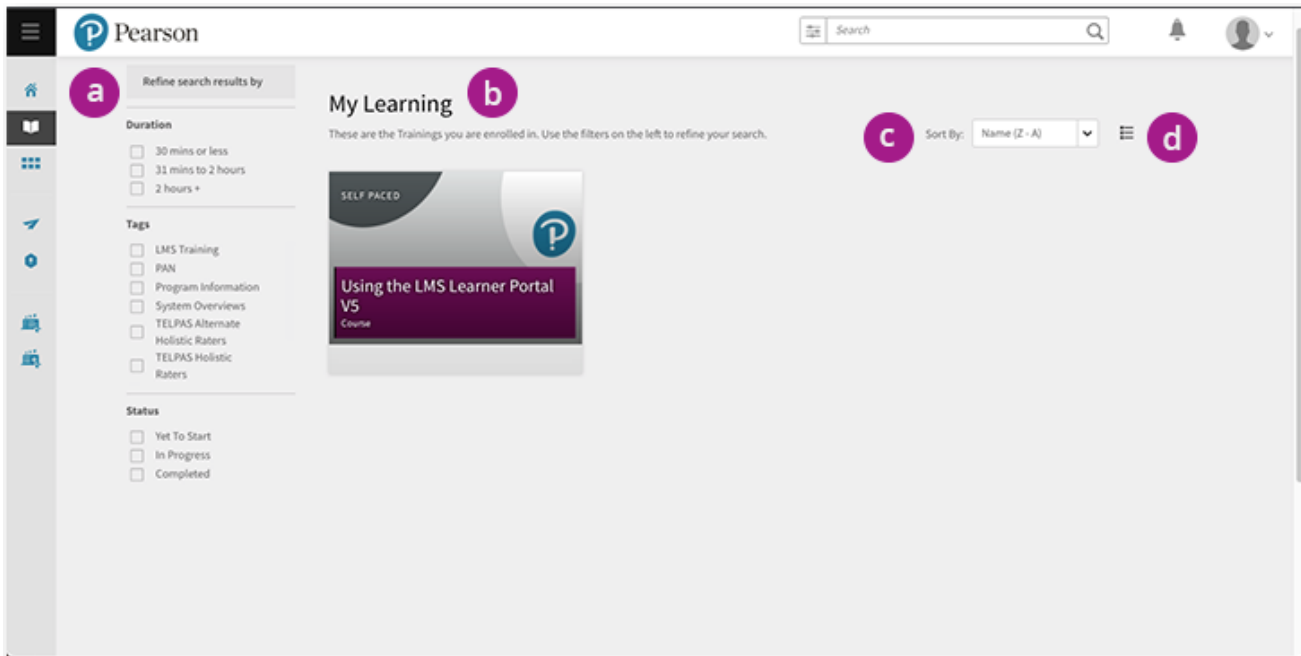 Pearson
Search
a
Refine search results by
Duration
30 mins or less
31 mins to 2 hours
2 hours +
Tags
LMS Training
PAN
Program Information
System Overviews
TELPAS Alternate
Holistic Raters
TELPAS Holistic
Raters
Status
Yet To Start
In Progress
Completed
My Learning
b
These are the Trainings you are enrolled in. Use the filters on the left to refine your search.
c
Sort By:
Name (Z - A)
d
SELF PACED
Using the LMS Learner Portal
V5
Course